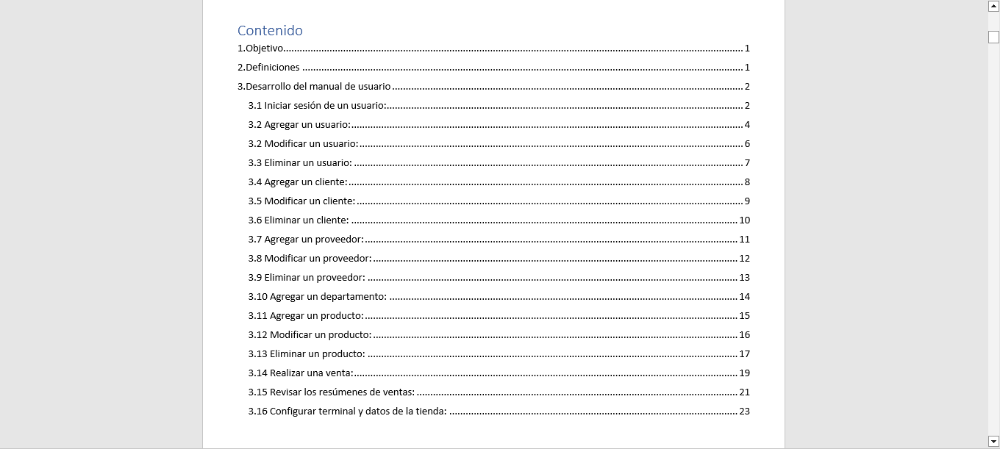 Contenido
1.Objetivo............................................................ 1
2.Definiciones ............................................................ 1
3.Desarrollo del manual de usuario ............................................................ 2
3.1 Iniciar sesión de un usuario:............................................................ 2
3.2 Agregar un usuario:............................................................ 4
3.2 Modificar un usuario:............................................................ 6
3.3 Eliminar un usuario: ............................................................ 7
3.4 Agregar un cliente:............................................................ 8
3.5 Modificar un cliente:............................................................ 9
3.6 Eliminar un cliente: ............................................................ 10
3.7 Agregar un proveedor:............................................................ 11
3.8 Modificar un proveedor:............................................................ 12
3.9 Eliminar un proveedor: ............................................................ 13
3.10 Agregar un departamento: ............................................................ 14
3.11 Agregar un producto:............................................................ 15
3.12 Modificar un producto:............................................................ 16
3.13 Eliminar un producto: ............................................................ 17
3.14 Realizar una venta:............................................................ 19
3.15 Revisar los resúmenes de ventas: ............................................................ 21
3.16 Configurar terminal y datos de la tienda: ............................................................ 23